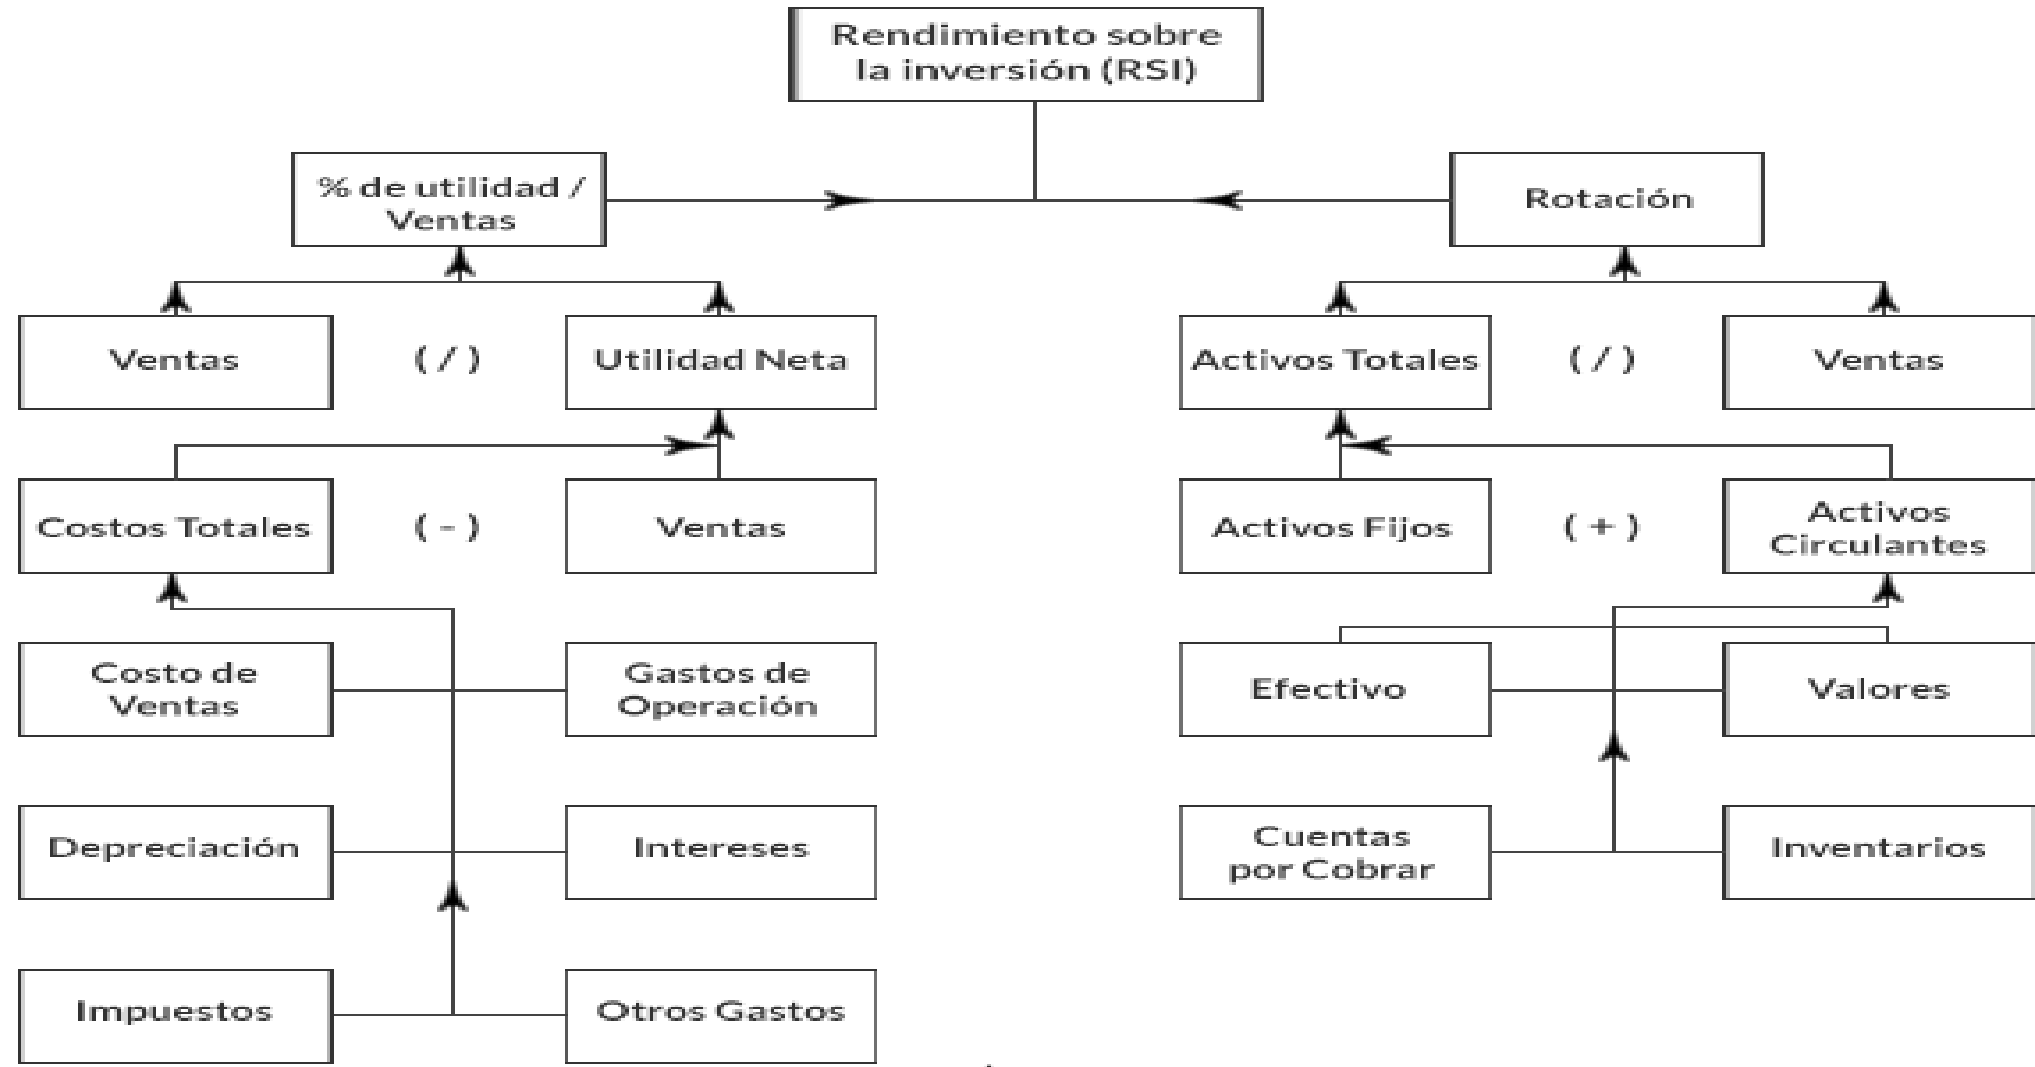 Rendimiento sobre
la inversión (RSI)
% de utilidad /
Ventas
Rotación
Ventas
( / )
Utilidad Neta
Activos Totales
( / )
Ventas
Costos Totales
( - )
Ventas
Activos Fijos
( + )
Activos
Circulantes
Costo de
Ventas
Gastos de
Operación
Efectivo
Valores
Depreciación
Intereses
Cuentas
por Cobrar
Inventarios
Impuestos
Otros Gastos